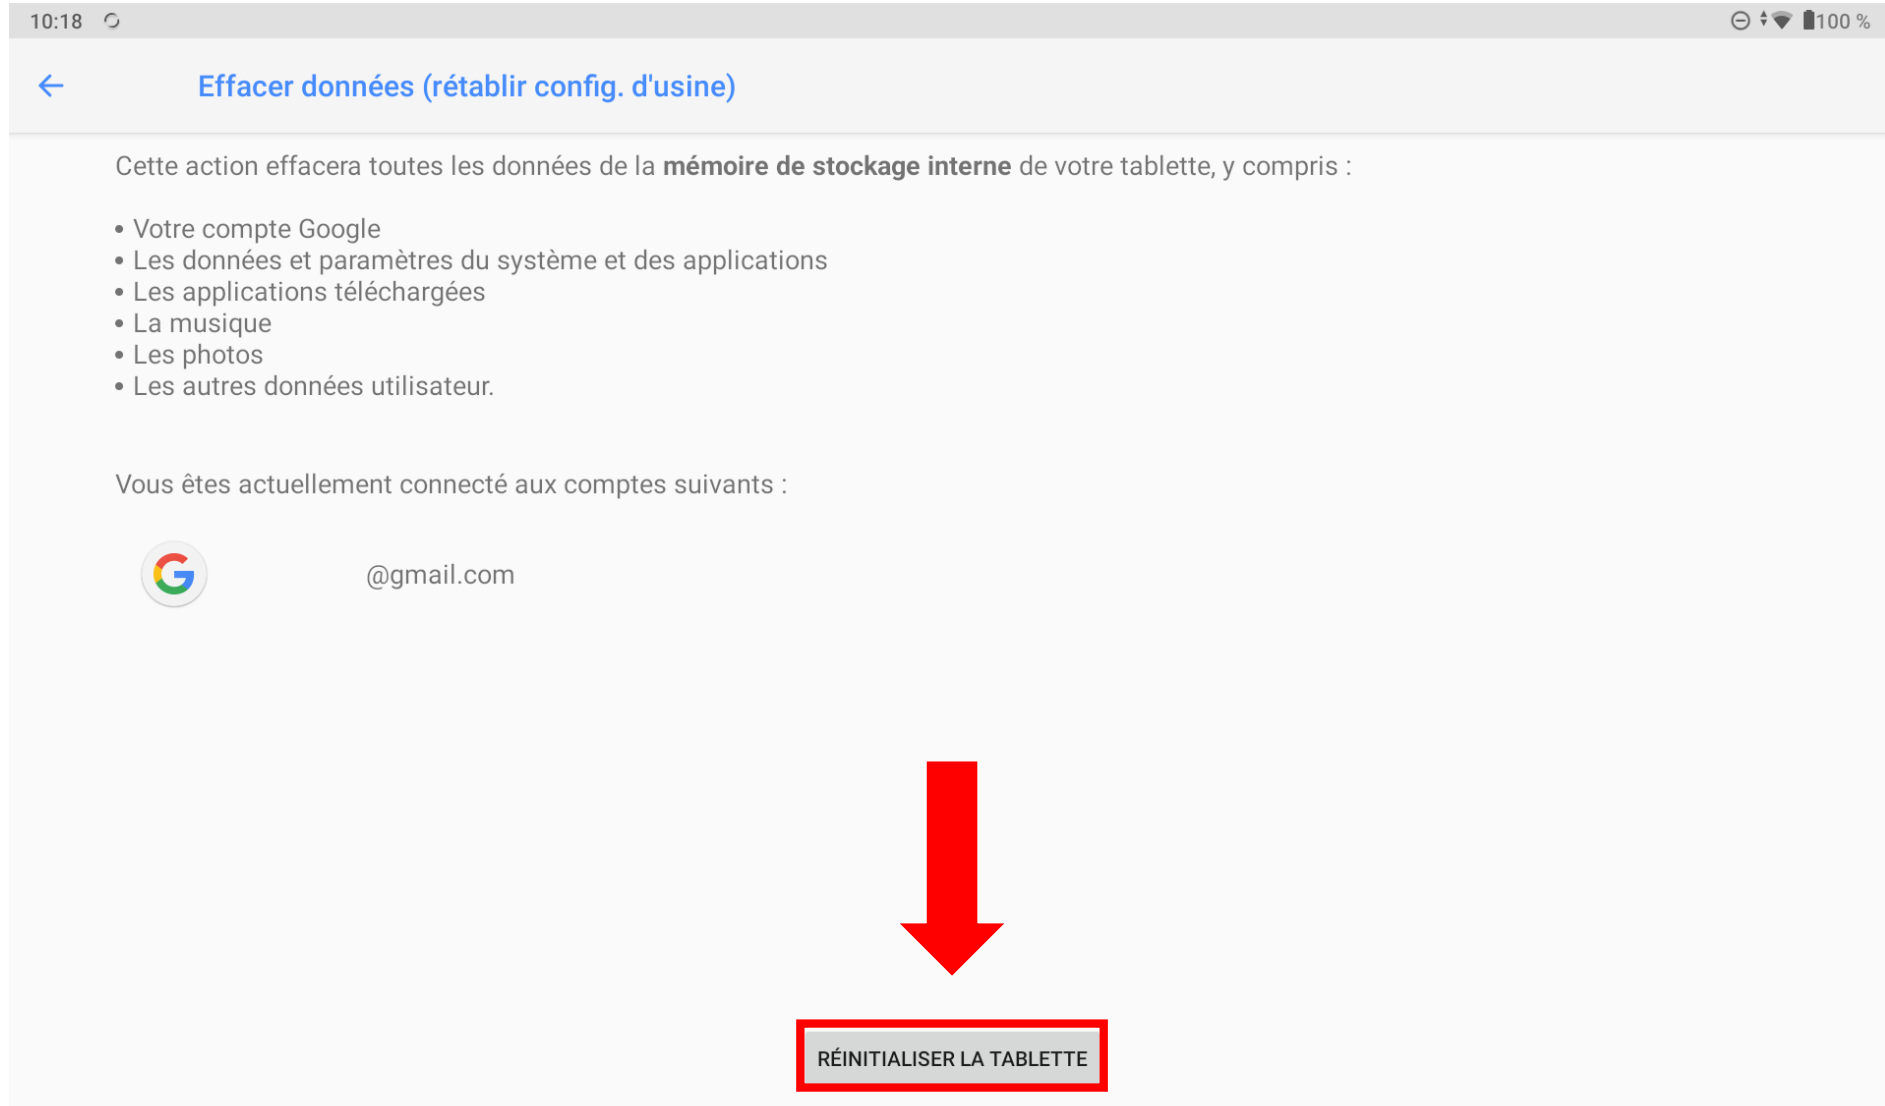 10:18 100 %
Effacer données (rétablir config. d'usine)
Cette action effacera toutes les données de la mémoire de stockage interne de votre tablette, y compris :
• Votre compte Google
• Les données et paramètres du système et des applications
• Les applications téléchargées
• La musique
• Les photos
• Les autres données utilisateur.
Vous êtes actuellement connecté aux comptes suivants :
@gmail.com
RÉINITIALISER LA TABLETTE